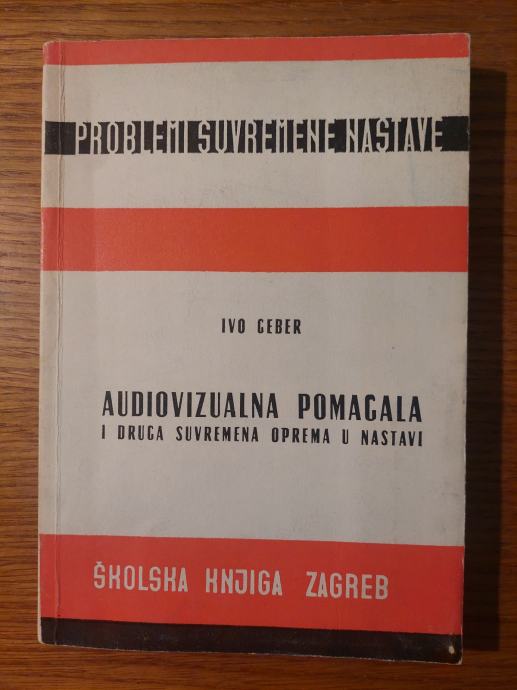 PROBLEMI SUVREMENE NASTAVE
IVO GEBER
AUDIOVIZUALNA POMAGALA
I DRUGA SUVREMENA OPREMA U NASTAVI
ŠKOLSKA KNJIGA ZAGREB